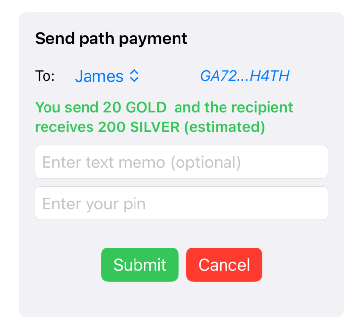 Send path payment
To: James GA72...H4TH
You send 20 GOLD and the recipient
receives 200 SILVER (estimated)
Enter text memo (optional)
Enter your pin
Submit Cancel